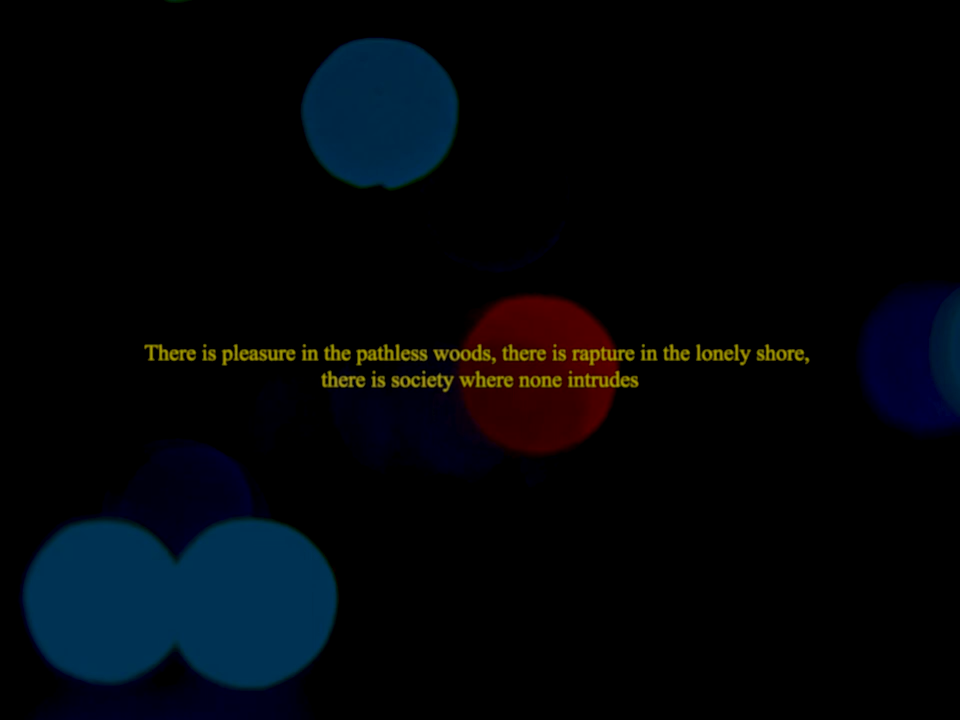 There is pleasure in the pathless woods, there is rapture in the lonely shore,
there is society where none intrudes